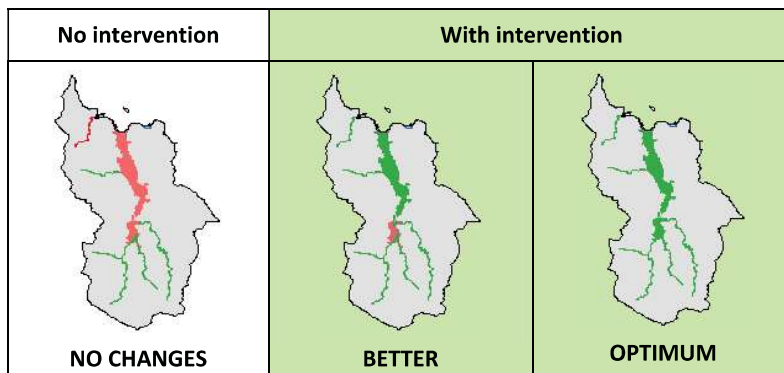 No intervention
With intervention
NO CHANGES
BETTER
OPTIMUM